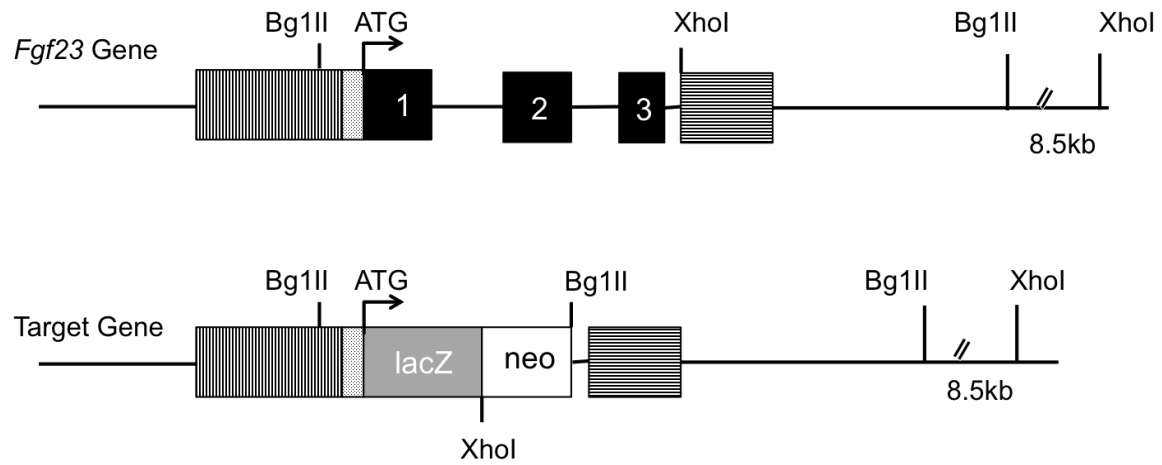 Bg1II ATG XhoI Bg1II XhoI
Fgf23 Gene
1 2 3
8.5kb
Bg1II ATG Bg1II Bg1II XhoI
Target Gene
lacZ neo
8.5kb
XhoI